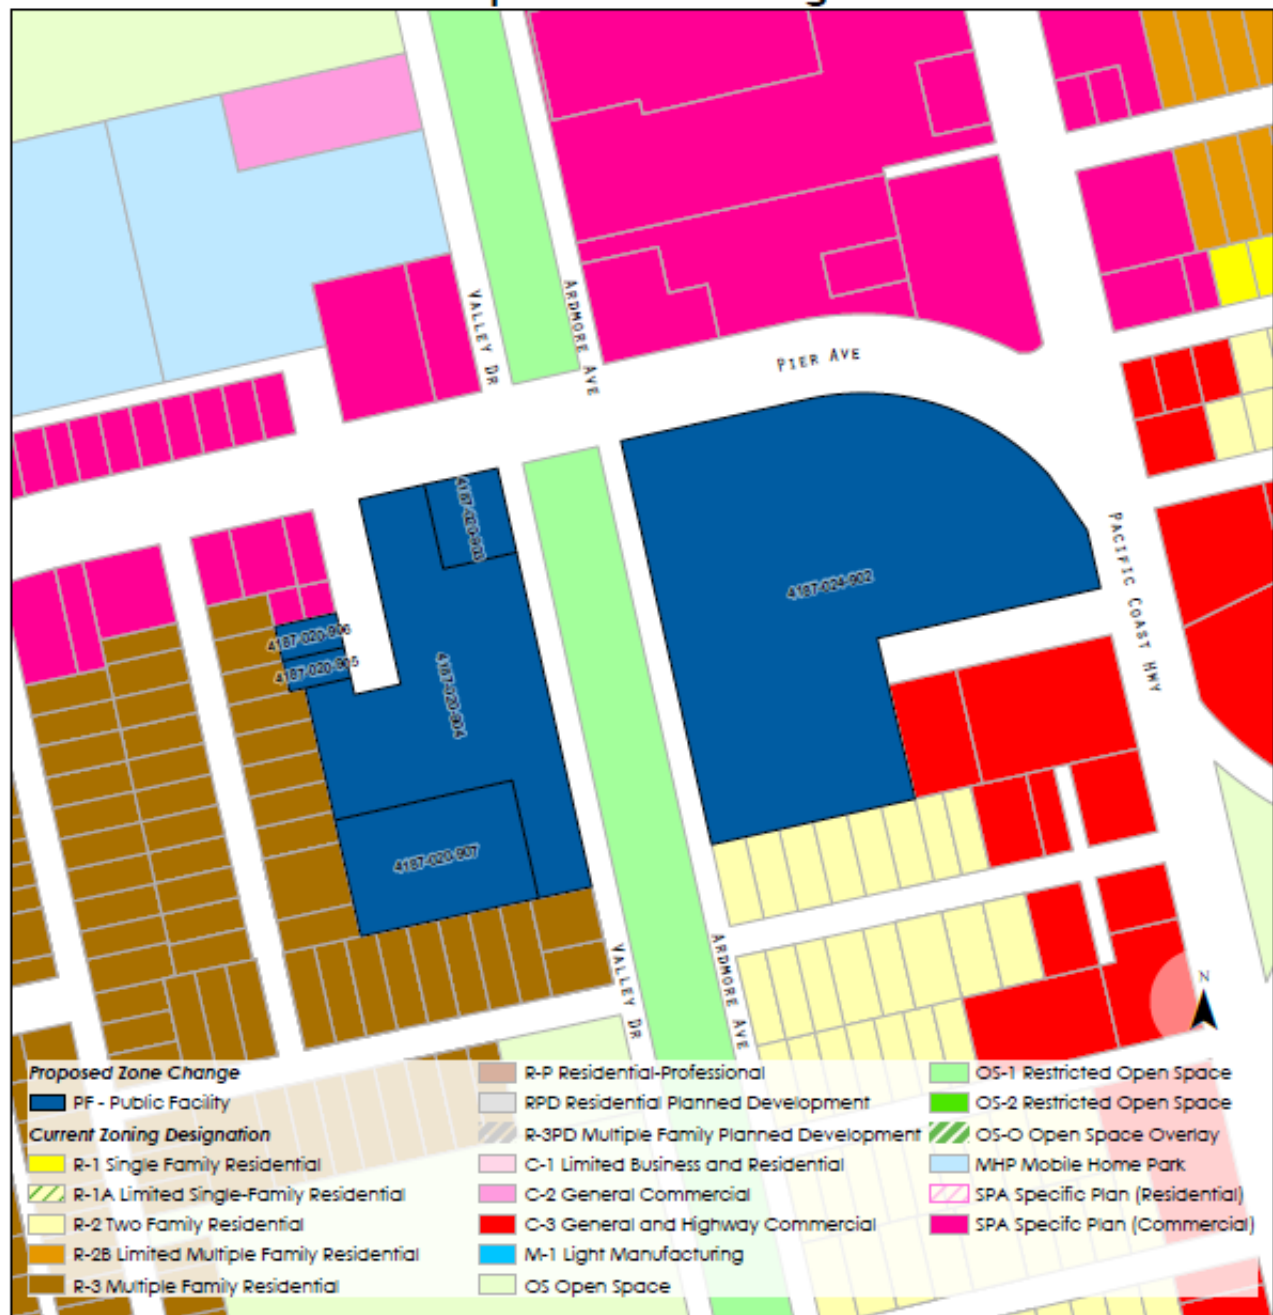 VALLEY DR
ARDMORE AVE
PIER AVE
4187-020-903
4187-024-902
PACIFIC COAST HWY
4187-020-906
4187-020-905
4187-020-904
4187-020-907
VALLEY DR
ARDMORE AVE
N
Proposed Zone Change
PF - Public Facility
Current Zoning Designation
R-1 Single Family Residential
R-1A Limited Single-Family Residential
R-2 Two Family Residential
R-2B Limited Multiple Family Residential
R-3 Multiple Family Residential
R-P Residential-Professional
RPD Residential Planned Development
R-3PD Multiple Family Planned Development
C-1 Limited Business and Residential
C-2 General Commercial
C-3 General and Highway Commercial
M-1 Light Manufacturing
OS Open Space
OS-1 Restricted Open Space
OS-2 Restricted Open Space
OS-O Open Space Overlay
MHP Mobile Home Park
SPA Specific Plan (Residential)
SPA Specific Plan (Commercial)